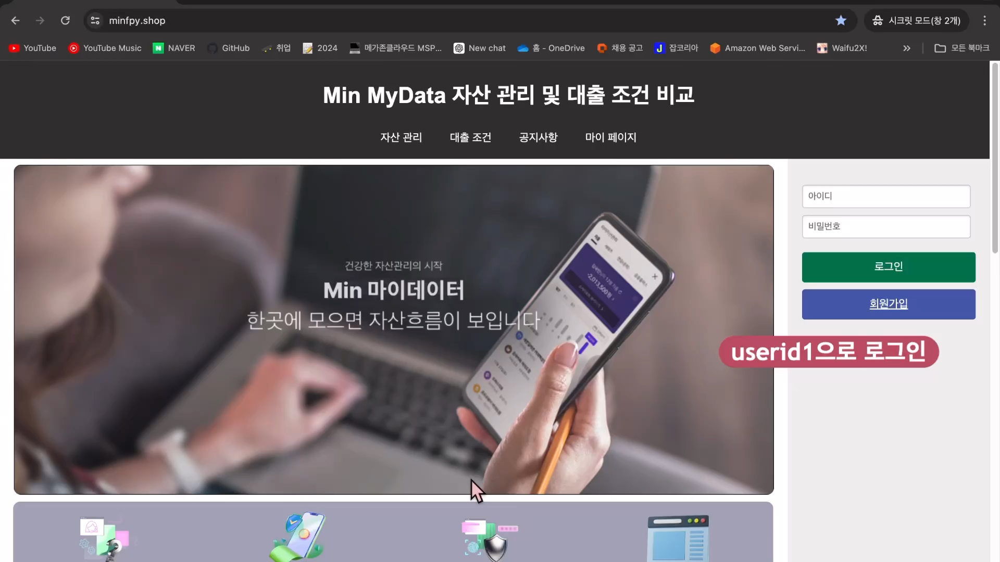 minfpy.shop
시크릿 모드(창 2개)
YouTube
YouTube Music
NAVER
GitHub
취업
2024
메가존클라우드 MSP...
New chat
홈 - OneDrive
채용 공고
잡코리아
Amazon Web Servi...
Waifu2X!
모든 북마크
Min MyData 자산 관리 및 대출 조건 비교
자산 관리
대출 조건
공지사항
마이 페이지
건강한 자산관리의 시작
Min 마이데이터
한곳에 모으면 자산흐름이 보입니다
-2,013,500원
아이디
비밀번호
로그인
회원가입
userid1으로 로그인